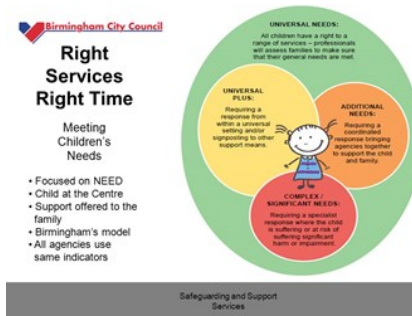 Birmingham City Council
Right
Services
Right Time
Meeting
Children's
Needs
• Focused on NEED
• Child at the Centre
• Support offered to the
family
• Birmingham's model
• All agencies use
same indicators
UNIVERSAL NEEDS:
All children have a right to a
range of services – professionals
will assess families to make sure
that their general needs are met.
UNIVERSAL
PLUS:
Requiring a
response from
within a universal
setting and/or
signposting to
other support means.
ADDITIONAL
NEEDS:
Requiring a
coordinated
response bringing
agencies together
to support the child
and family.
COMPLEX /
SIGNIFICANT NEEDS:
Requiring a specialist
response where the child
is suffering or at risk of
suffering significant
harm or impairment.
Safeguarding and Support
Services